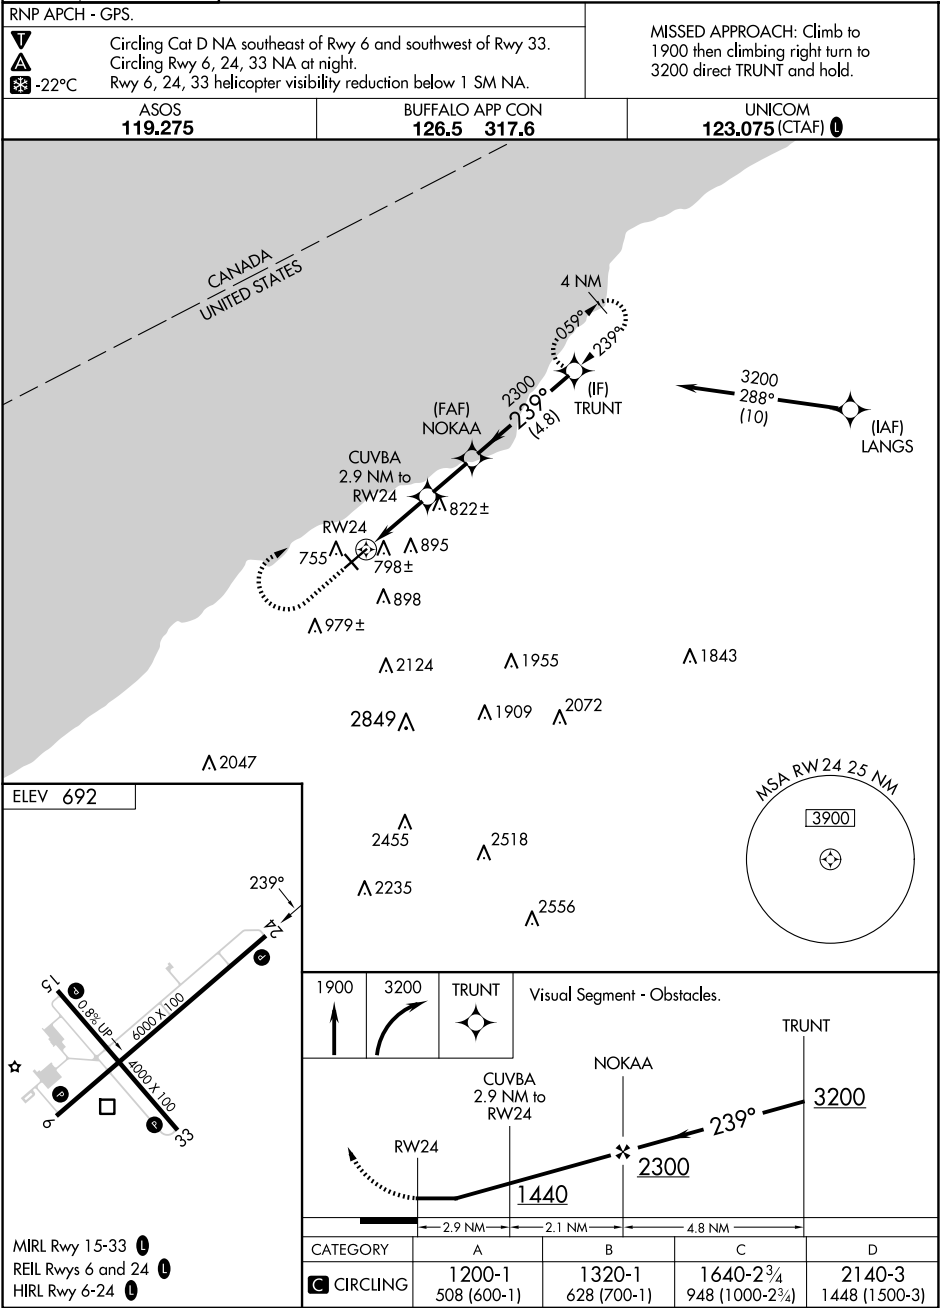 RNP APCH - GPS.
T
Circling Cat D NA southeast of Rwy 6 and southwest of Rwy 33.
A
Circling Rwy 6, 24, 33 NA at night.
-22°C
Rwy 6, 24, 33 helicopter visibility reduction below 1 SM NA.
MISSED APPROACH: Climb to
1900 then climbing right turn to
3200 direct TRUNT and hold.
ASOS
119.275
BUFFALO APP CON
126.5 317.6
UNICOM
123.075 (CTAF) L
CANADA
UNITED STATES
4 NM
059°
239°
(IF)
TRUNT
2300
239°
(4.8)
3200
288°
(10)
(IAF)
LANGS
(FAF)
NOKAA
CUVBA
2.9 NM to
RW24
822±
RW24
755
798±
895
898
979±
2124
1955
1843
2849
1909
2072
2047
2455
2518
2235
2556
MSA RW24 25 NM
3900
ELEV 692
239°
24
P
15
P
0.8% UP
6000 X 100
4000 X 100
P
6
P
33
MIRL Rwy 15-33 L
REIL Rwys 6 and 24 L
HIRL Rwy 6-24 L
1900
3200
TRUNT
Visual Segment - Obstacles.
TRUNT
NOKAA
CUVBA
2.9 NM to
RW24
RW24
3200
239°
2300
1440
2.9 NM
2.1 NM
4.8 NM
CATEGORY A B C D
C CIRCLING
1200-1
508 (600-1)
1320-1
628 (700-1)
1640-2¾
948 (1000-2¾)
2140-3
1448 (1500-3)